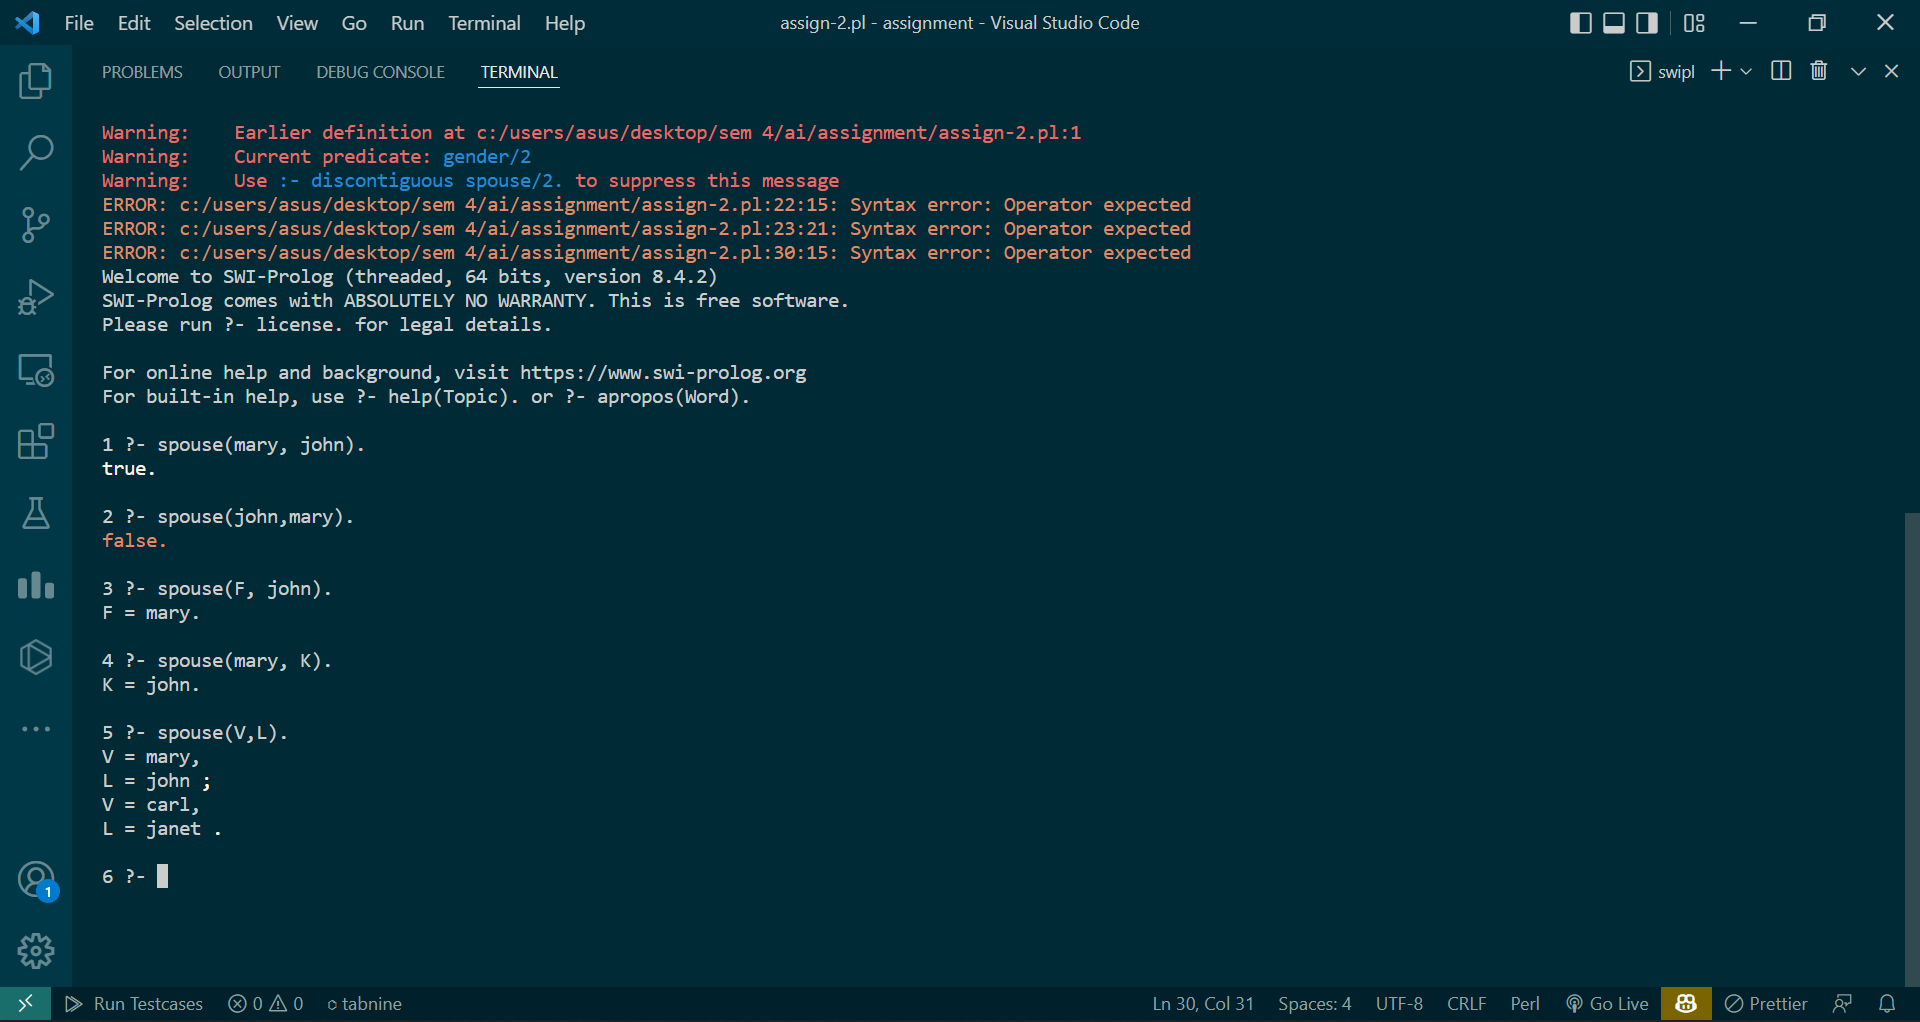 File Edit Selection View Go Run Terminal Help assign-2.pl - assignment - Visual Studio Code
PROBLEMS OUTPUT DEBUG CONSOLE TERMINAL swipl
Warning:    Earlier definition at c:/users/asus/desktop/sem 4/ai/assignment/assign-2.pl:1
Warning:    Current predicate: gender/2
Warning:    Use :- discontiguous spouse/2. to suppress this message
ERROR: c:/users/asus/desktop/sem 4/ai/assignment/assign-2.pl:22:15: Syntax error: Operator expected
ERROR: c:/users/asus/desktop/sem 4/ai/assignment/assign-2.pl:23:21: Syntax error: Operator expected
ERROR: c:/users/asus/desktop/sem 4/ai/assignment/assign-2.pl:30:15: Syntax error: Operator expected
Welcome to SWI-Prolog (threaded, 64 bits, version 8.4.2)
SWI-Prolog comes with ABSOLUTELY NO WARRANTY. This is free software.
Please run ?- license. for legal details.
For online help and background, visit https://www.swi-prolog.org
For built-in help, use ?- help(Topic). or ?- apropos(Word).
1 ?- spouse(mary, john).
true.
2 ?- spouse(john,mary).
false.
3 ?- spouse(F, john).
F = mary.
4 ?- spouse(mary, K).
K = john.
5 ?- spouse(V,L).
V = mary,
L = john ;
V = carl,
L = janet .
6 ?-
1
Run Testcases 0 0 tabnine Ln 30, Col 31 Spaces: 4 UTF-8 CRLF Perl Go Live Prettier